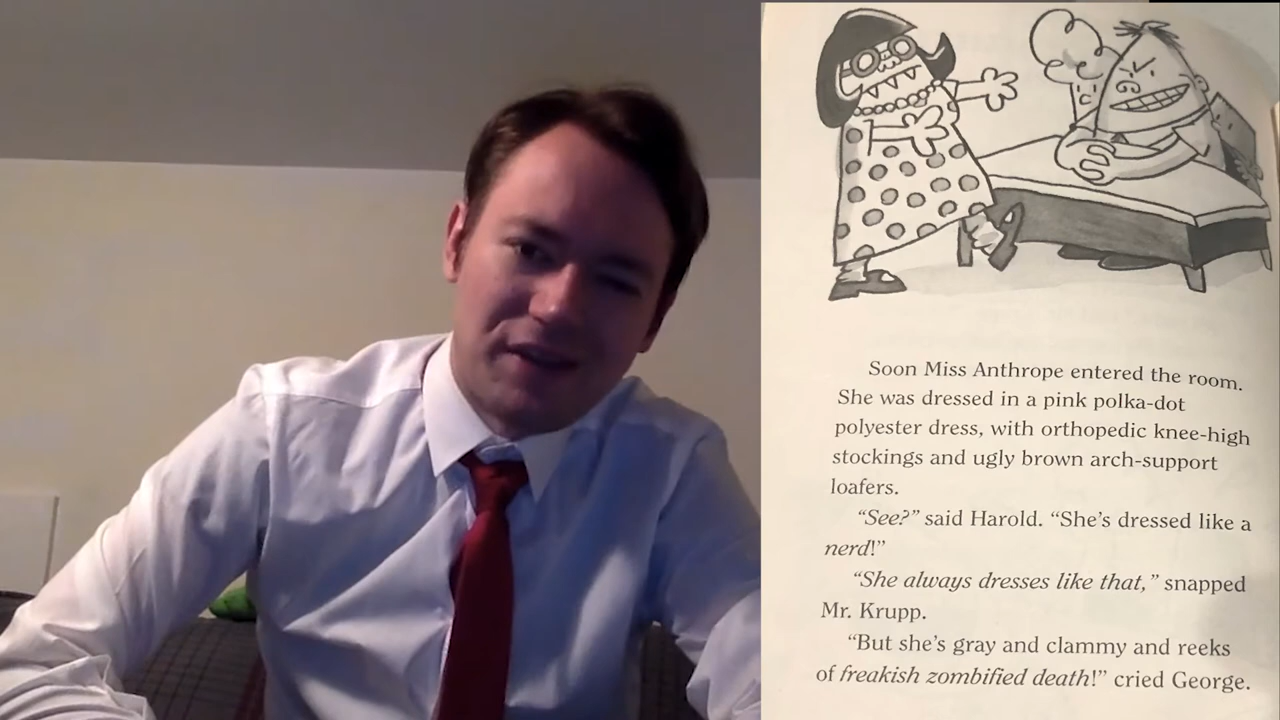 Soon Miss Anthrope entered the room.
She was dressed in a pink polka-dot
polyester dress, with orthopedic knee-high
stockings and ugly brown arch-support
loafers.
“See?” said Harold. “She’s dressed like a
nerd!”
“She always dresses like that,” snapped
Mr. Krupp.
“But she’s gray and clammy and reeks
of freakish zombified death!” cried George.